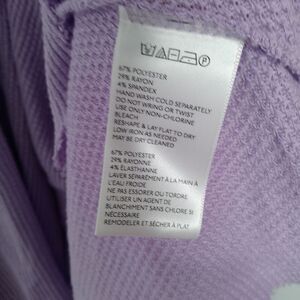 67% POLYESTER
29% RAYON
4% SPANDEX
HAND WASH COLD SEPARATELY
DO NOT WRING OR TWIST
USE ONLY NON-CHLORINE
BLEACH
RESHAPE & LAY FLAT TO DRY
LOW IRON AS NEEDED
MAY BE DRY CLEANED
67% POLYESTER
29% RAYONNE
4% ÉLASTHANNE
LAVER SÉPARÉMENT À LA MAIN À
L'EAU FROIDE
NE PAS ESSORER OU TORDRE
UTILISER UN AGENT DE
BLANCHIMENT SANS CHLORE SI
NÉCESSAIRE
REMODELER ET SÉCHER À PLAT